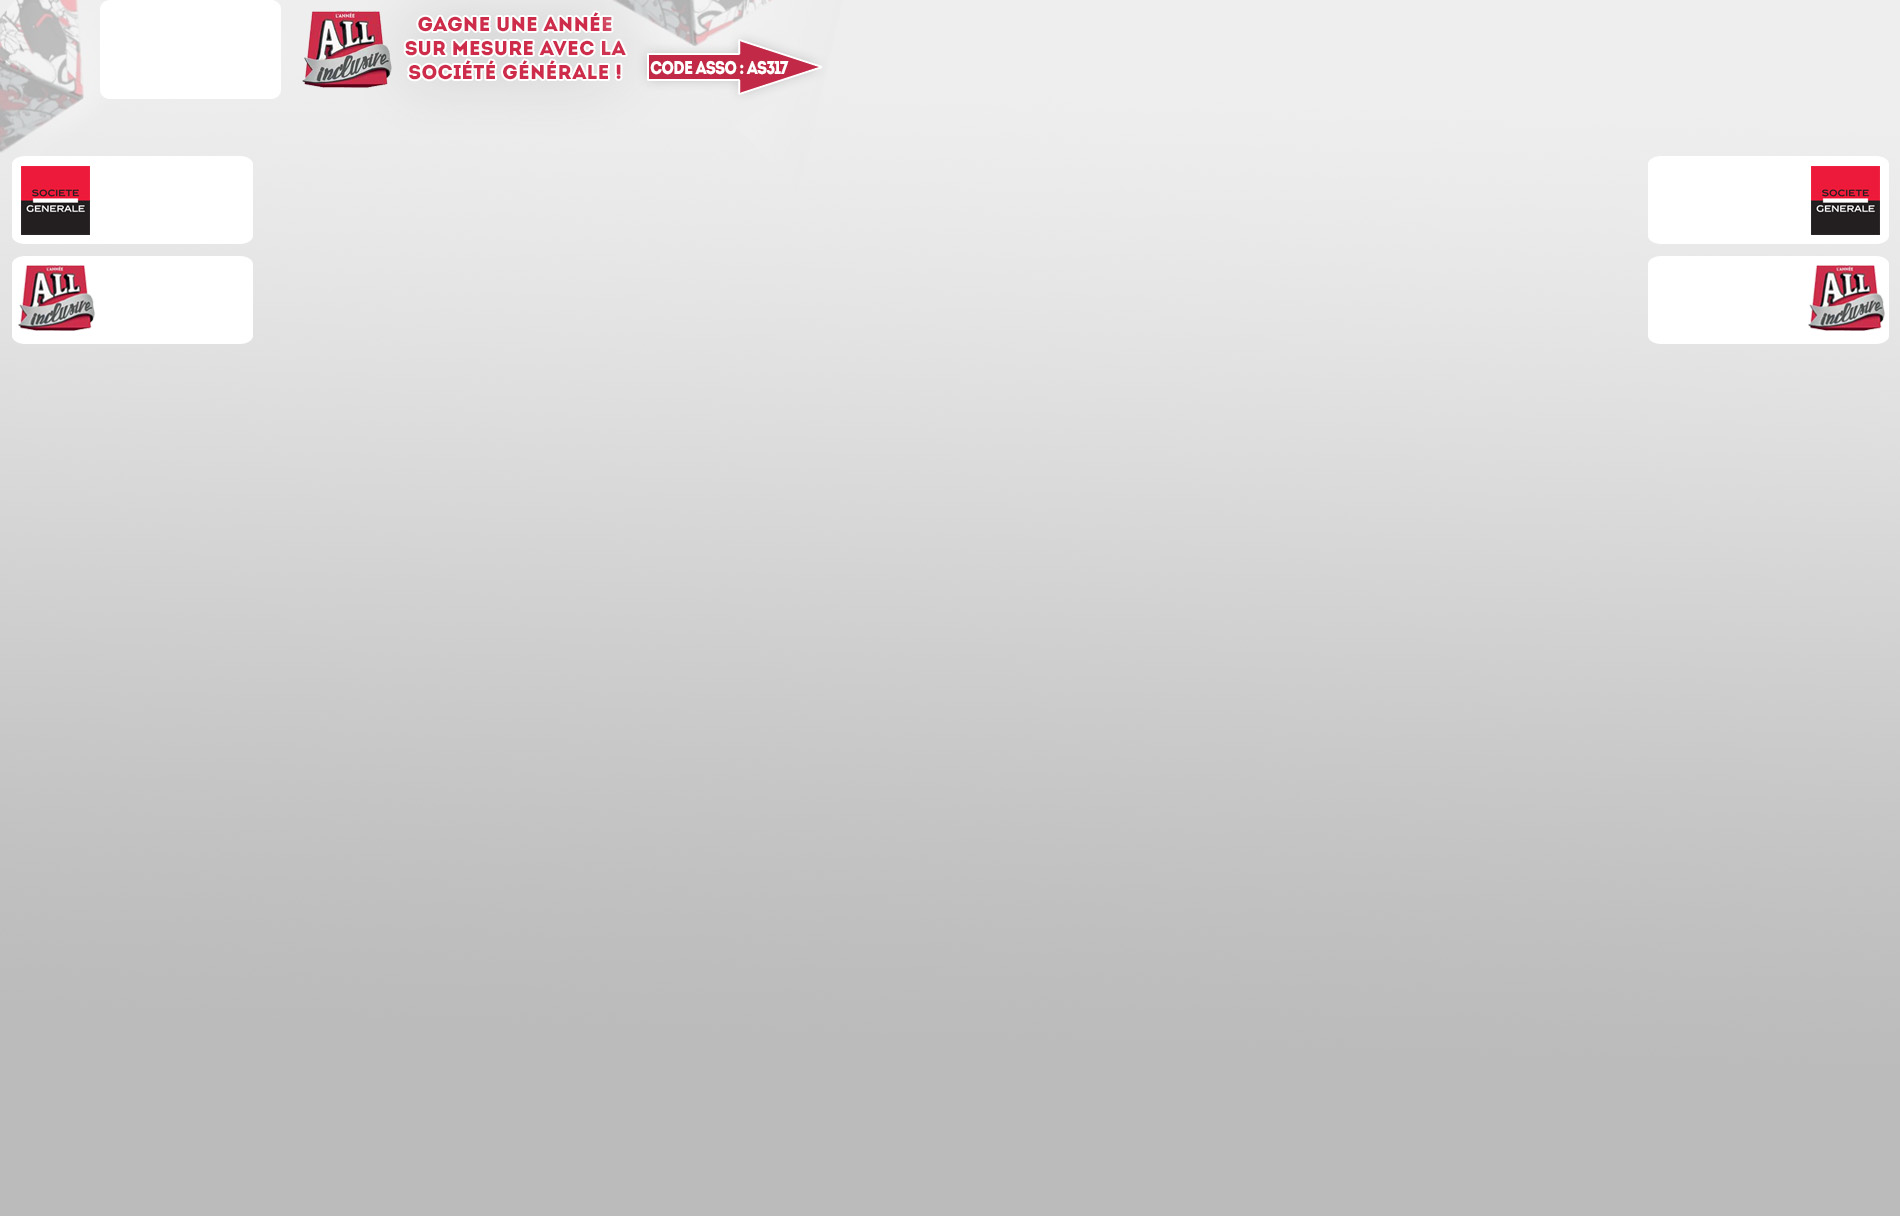 L'ANNÉE
ALL
inclusive
GAGNE UNE ANNÉE
SUR MESURE AVEC LA
SOCIÉTÉ GÉNÉRALE !
CODE ASSO : AS317
SOCIETE
GENERALE
SOCIETE
GENERALE
L'ANNÉE
ALL
inclusive
L'ANNÉE
ALL
inclusive